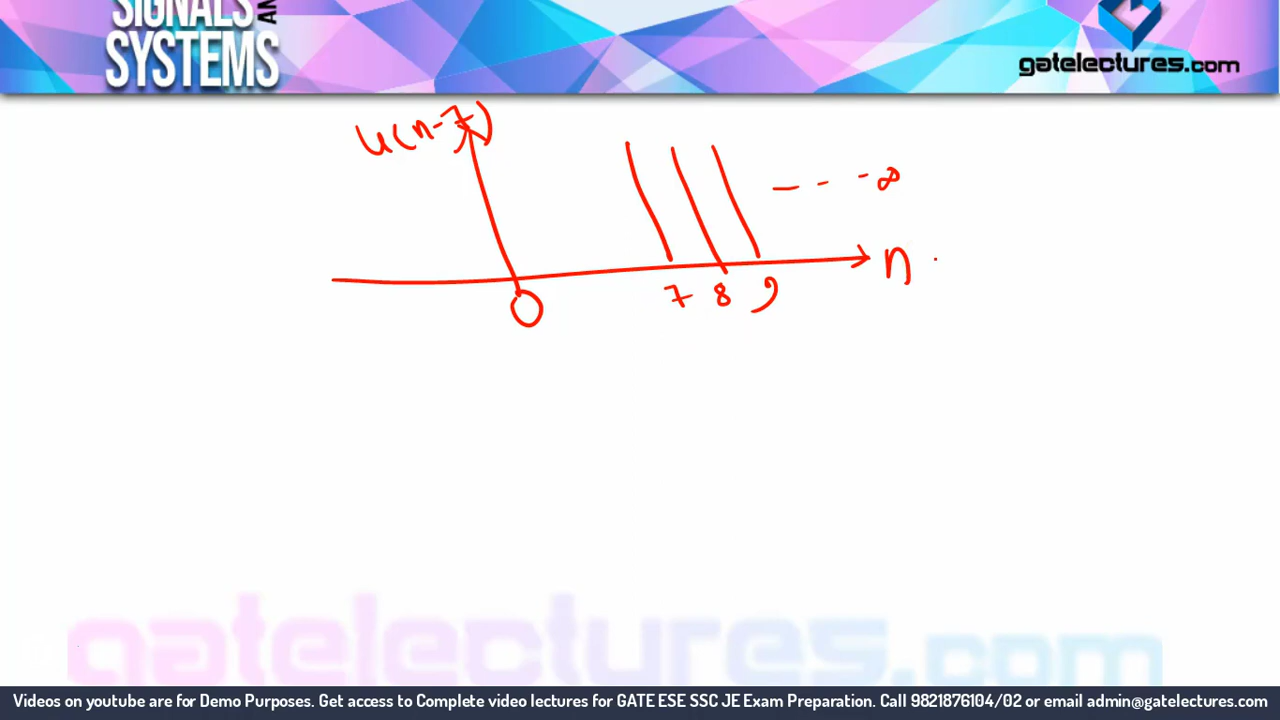 SIGNALS AN
SYSTEMS
gatelectures.com
u(n-7)
---∞
n
0 7 8 9
gatelectures.com
Videos on youtube are for Demo Purposes. Get access to Complete video lectures for GATE ESE SSC JE Exam Preparation. Call 9821876104/02 or email admin@gatelectures.com